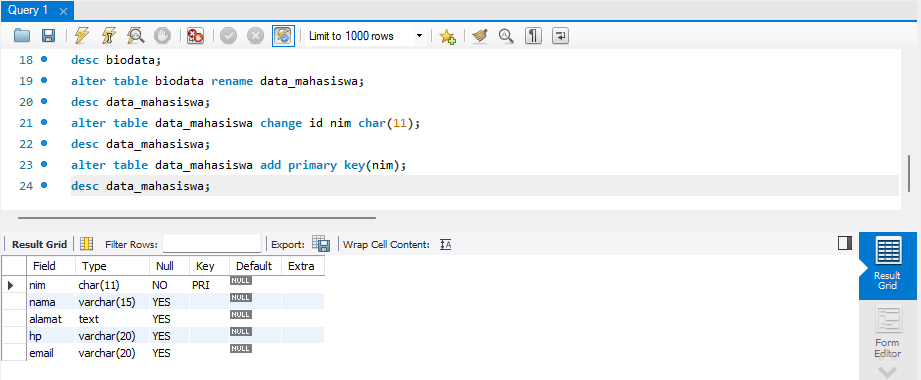 Query 1
Limit to 1000 rows
18 desc biodata;
19 alter table biodata rename data_mahasiswa;
20 desc data_mahasiswa;
21 alter table data_mahasiswa change id nim char(11);
22 desc data_mahasiswa;
23 alter table data_mahasiswa add primary key(nim);
24 desc data_mahasiswa;
Result Grid Filter Rows: Export: Wrap Cell Content:
Field Type Null Key Default Extra
nim char(11) NO PRI NULL
nama varchar(15) YES NULL
alamat text YES NULL
hp varchar(20) YES NULL
email varchar(20) YES NULL
Result
Grid
Form
Editor